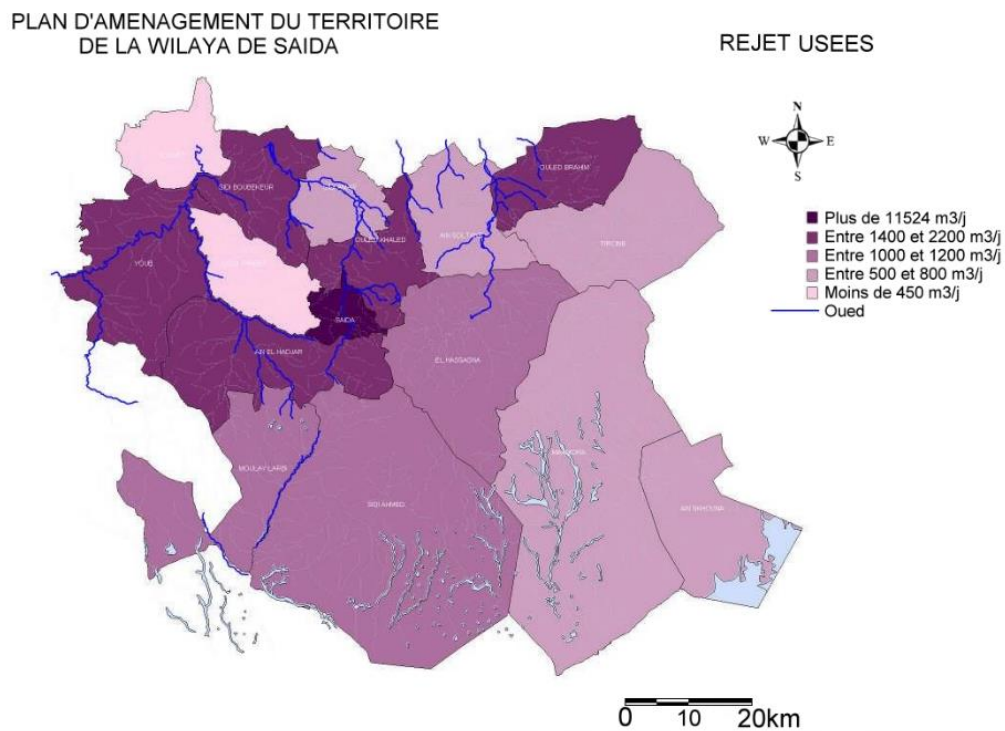 PLAN D'AMENAGEMENT DU TERRITOIRE
DE LA WILAYA DE SAIDA
REJET USEES
N
W
E
S
Plus de 11524 m3/j
Entre 1400 et 2200 m3/j
Entre 1000 et 1200 m3/j
Entre 500 et 800 m3/j
Moins de 450 m3/j
Oued
OULED BRAHIM
SIDI BOUBEKEUR
OULED KHALED
AIN SOLTANE
TIRCINE
YOUB
SAIDA
AIN EL HADJAR
EL HASSASNA
MOULAY LARBI
SIDI AHMED
AIN SKHOUNA
0
10
20km